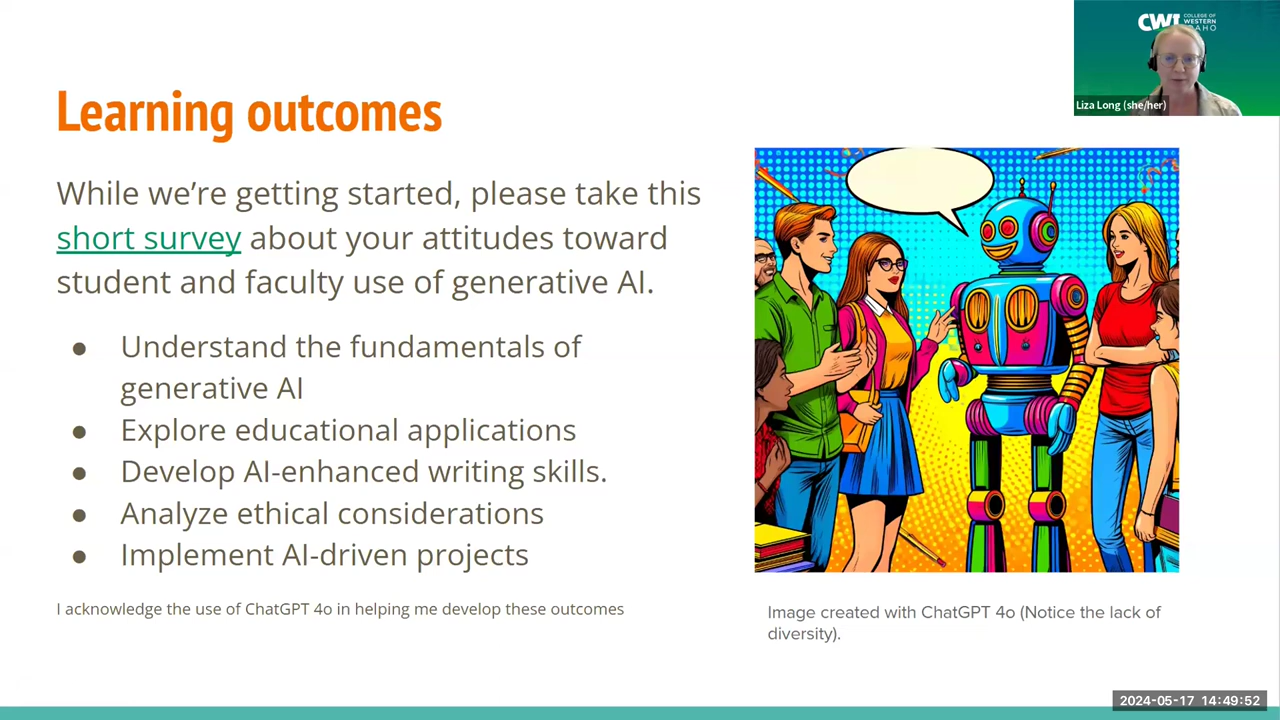 CWI COLLEGE OF
WESTERN
IDAHO
Liza Long (she/her)
Learning outcomes
While we’re getting started, please take this
short survey about your attitudes toward
student and faculty use of generative AI.
● Understand the fundamentals of
generative AI
● Explore educational applications
● Develop AI-enhanced writing skills.
● Analyze ethical considerations
● Implement AI-driven projects
I acknowledge the use of ChatGPT 4o in helping me develop these outcomes
Image created with ChatGPT 4o (Notice the lack of
diversity).
2024-05-17 14:49:52